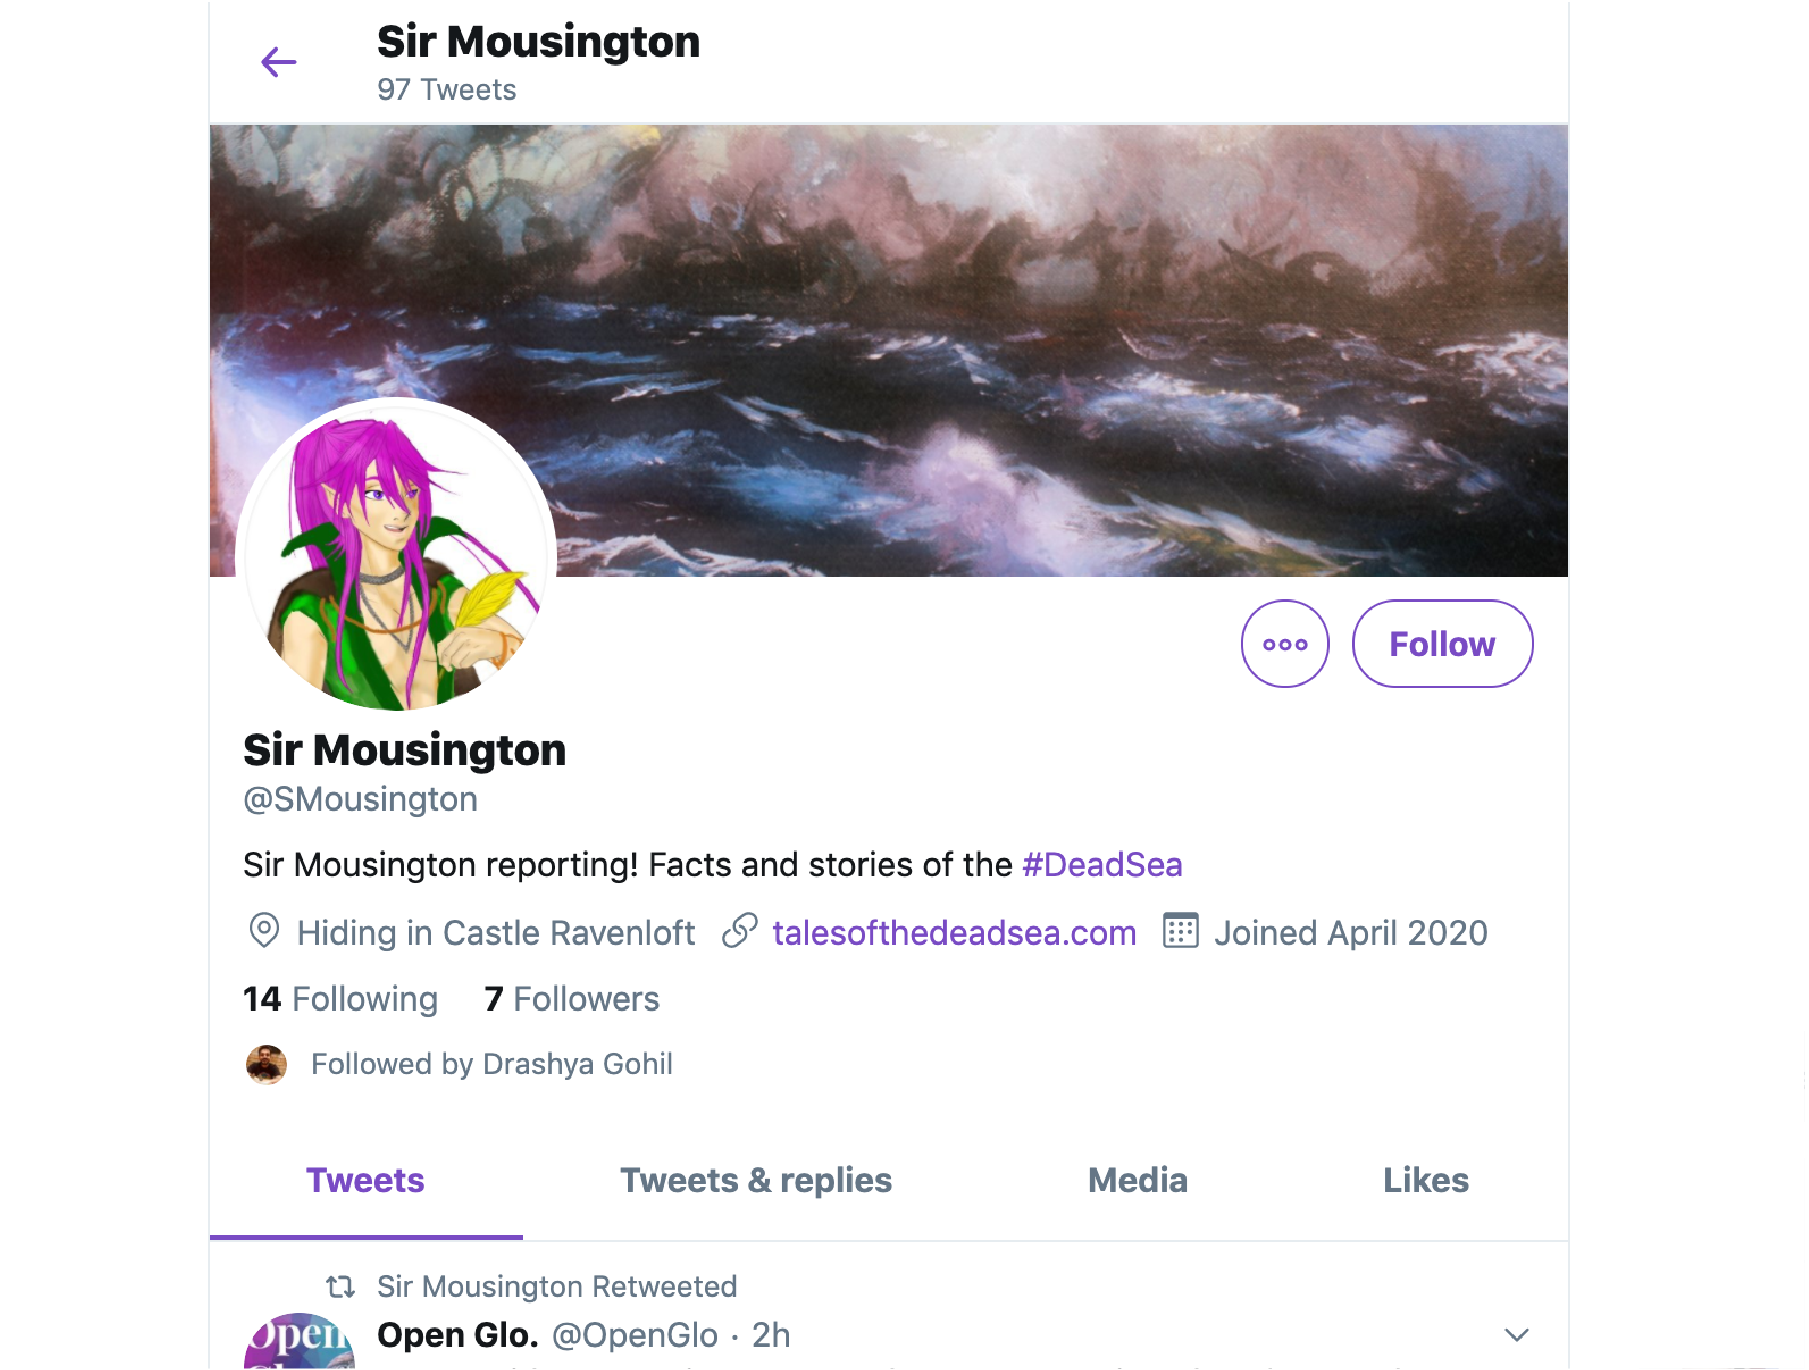 Sir Mousington
97 Tweets
Follow
Sir Mousington
@SMousington
Sir Mousington reporting! Facts and stories of the #DeadSea
Hiding in Castle Ravenloft talesofthedeadsea.com Joined April 2020
14 Following 7 Followers
Followed by Drashya Gohil
Tweets Tweets & replies Media Likes
Sir Mousington Retweeted
Open Glo. @OpenGlo · 2h
Open